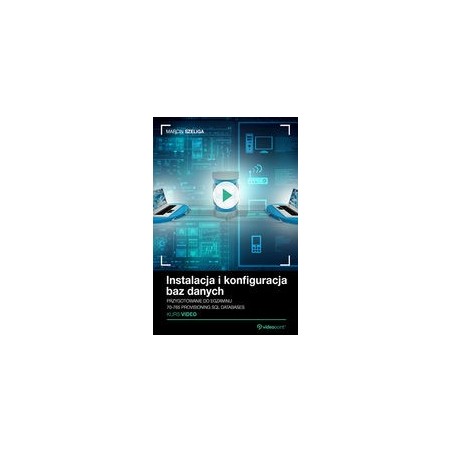 MARCIN SZELIGA
Instalacja i konfiguracja
baz danych
PRZYGOTOWANIE DO EGZAMINU
70-765 PROVISIONING SQL DATABASES
KURS VIDEO
videopoint